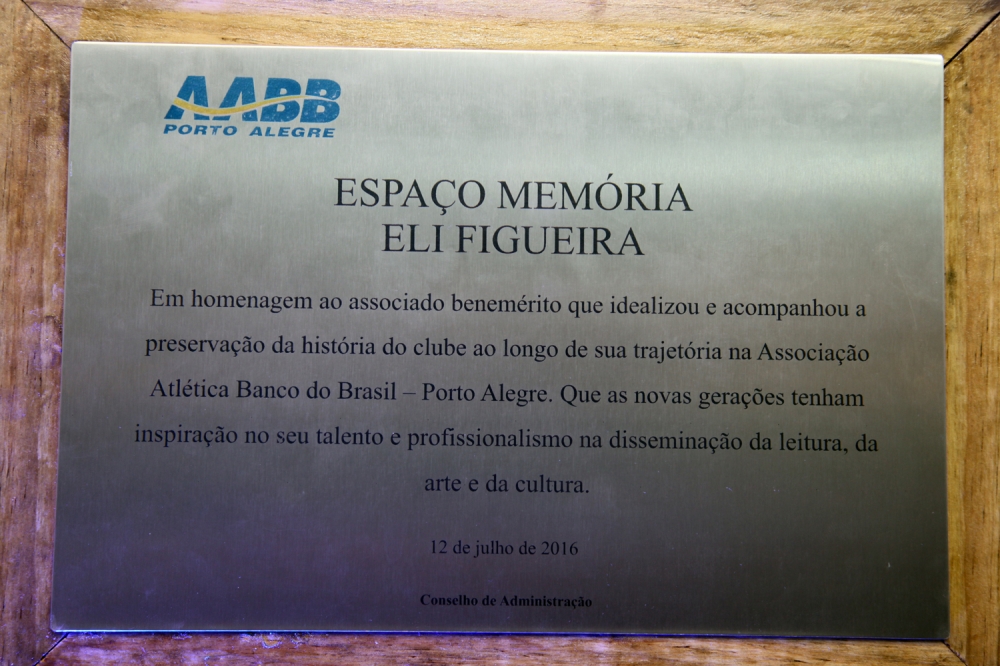 AABB
PORTO ALEGRE
ESPAÇO MEMÓRIA
ELI FIGUEIRA
Em homenagem ao associado benemérito que idealizou e acompanhou a
preservação da história do clube ao longo de sua trajetória na Associação
Atlética Banco do Brasil – Porto Alegre. Que as novas gerações tenham
inspiração no seu talento e profissionalismo na disseminação da leitura, da
arte e da cultura.
12 de julho de 2016
Conselho de Administração